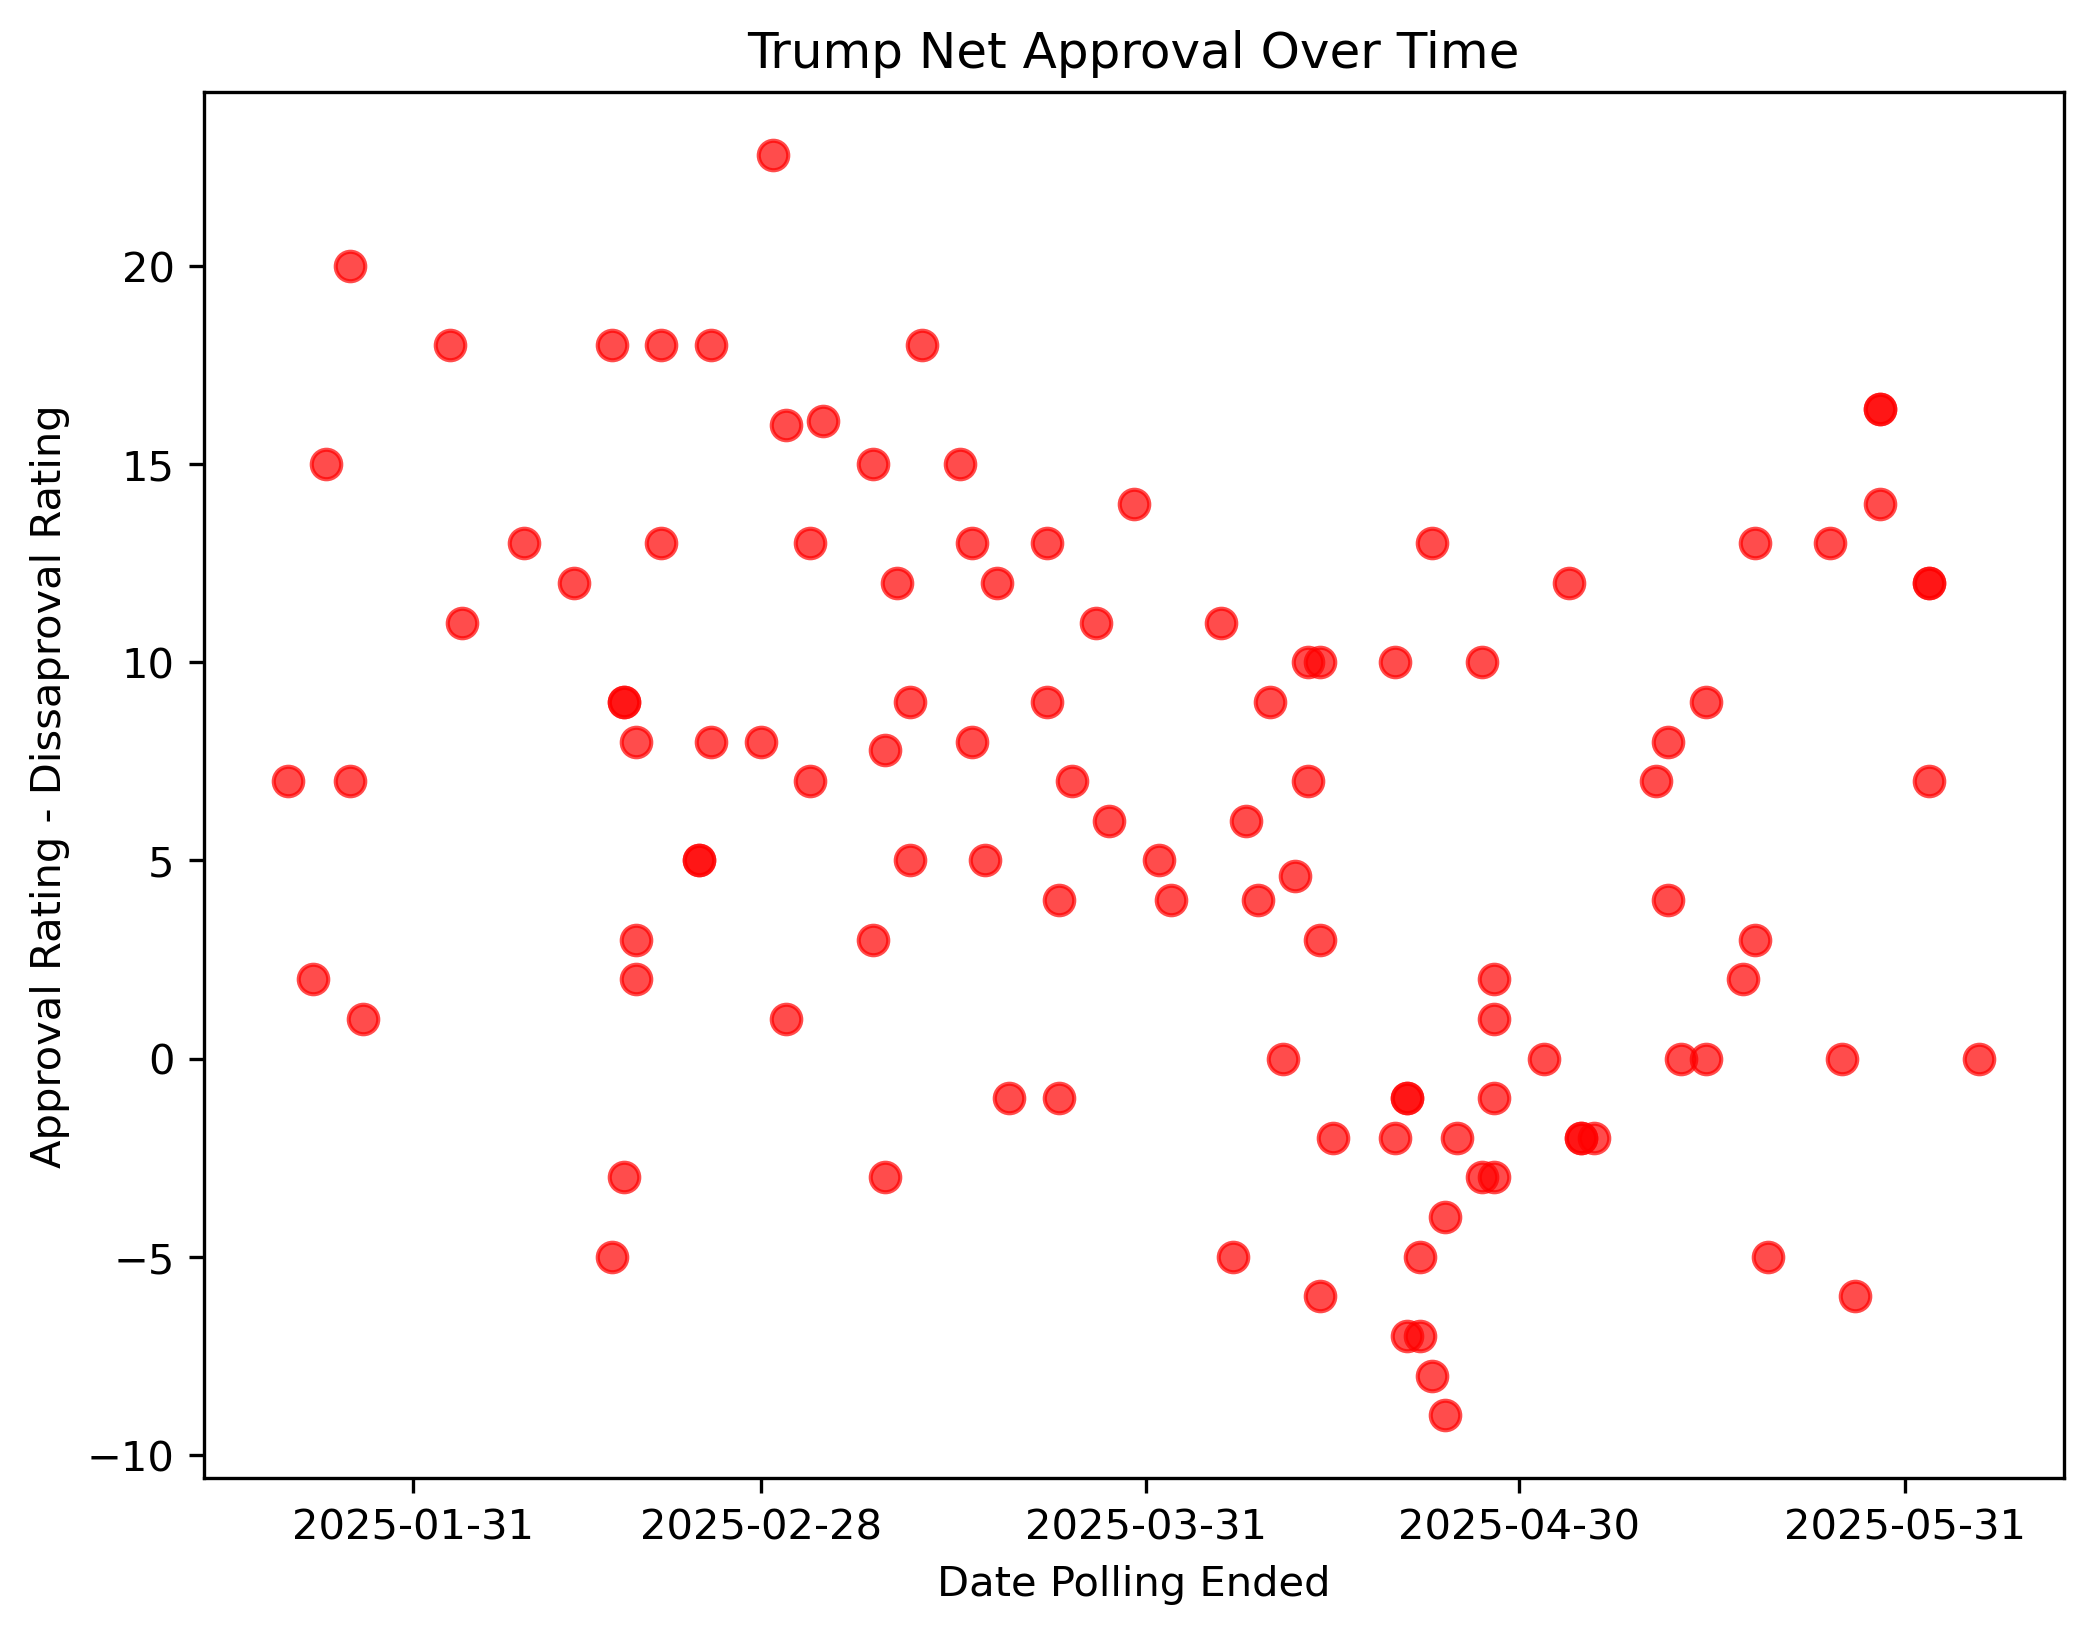 Trump Net Approval Over Time
Approval Rating - Dissaproval Rating
20
15
10
5
0
−5
−10
2025-01-31 2025-02-28 2025-03-31 2025-04-30 2025-05-31
Date Polling Ended